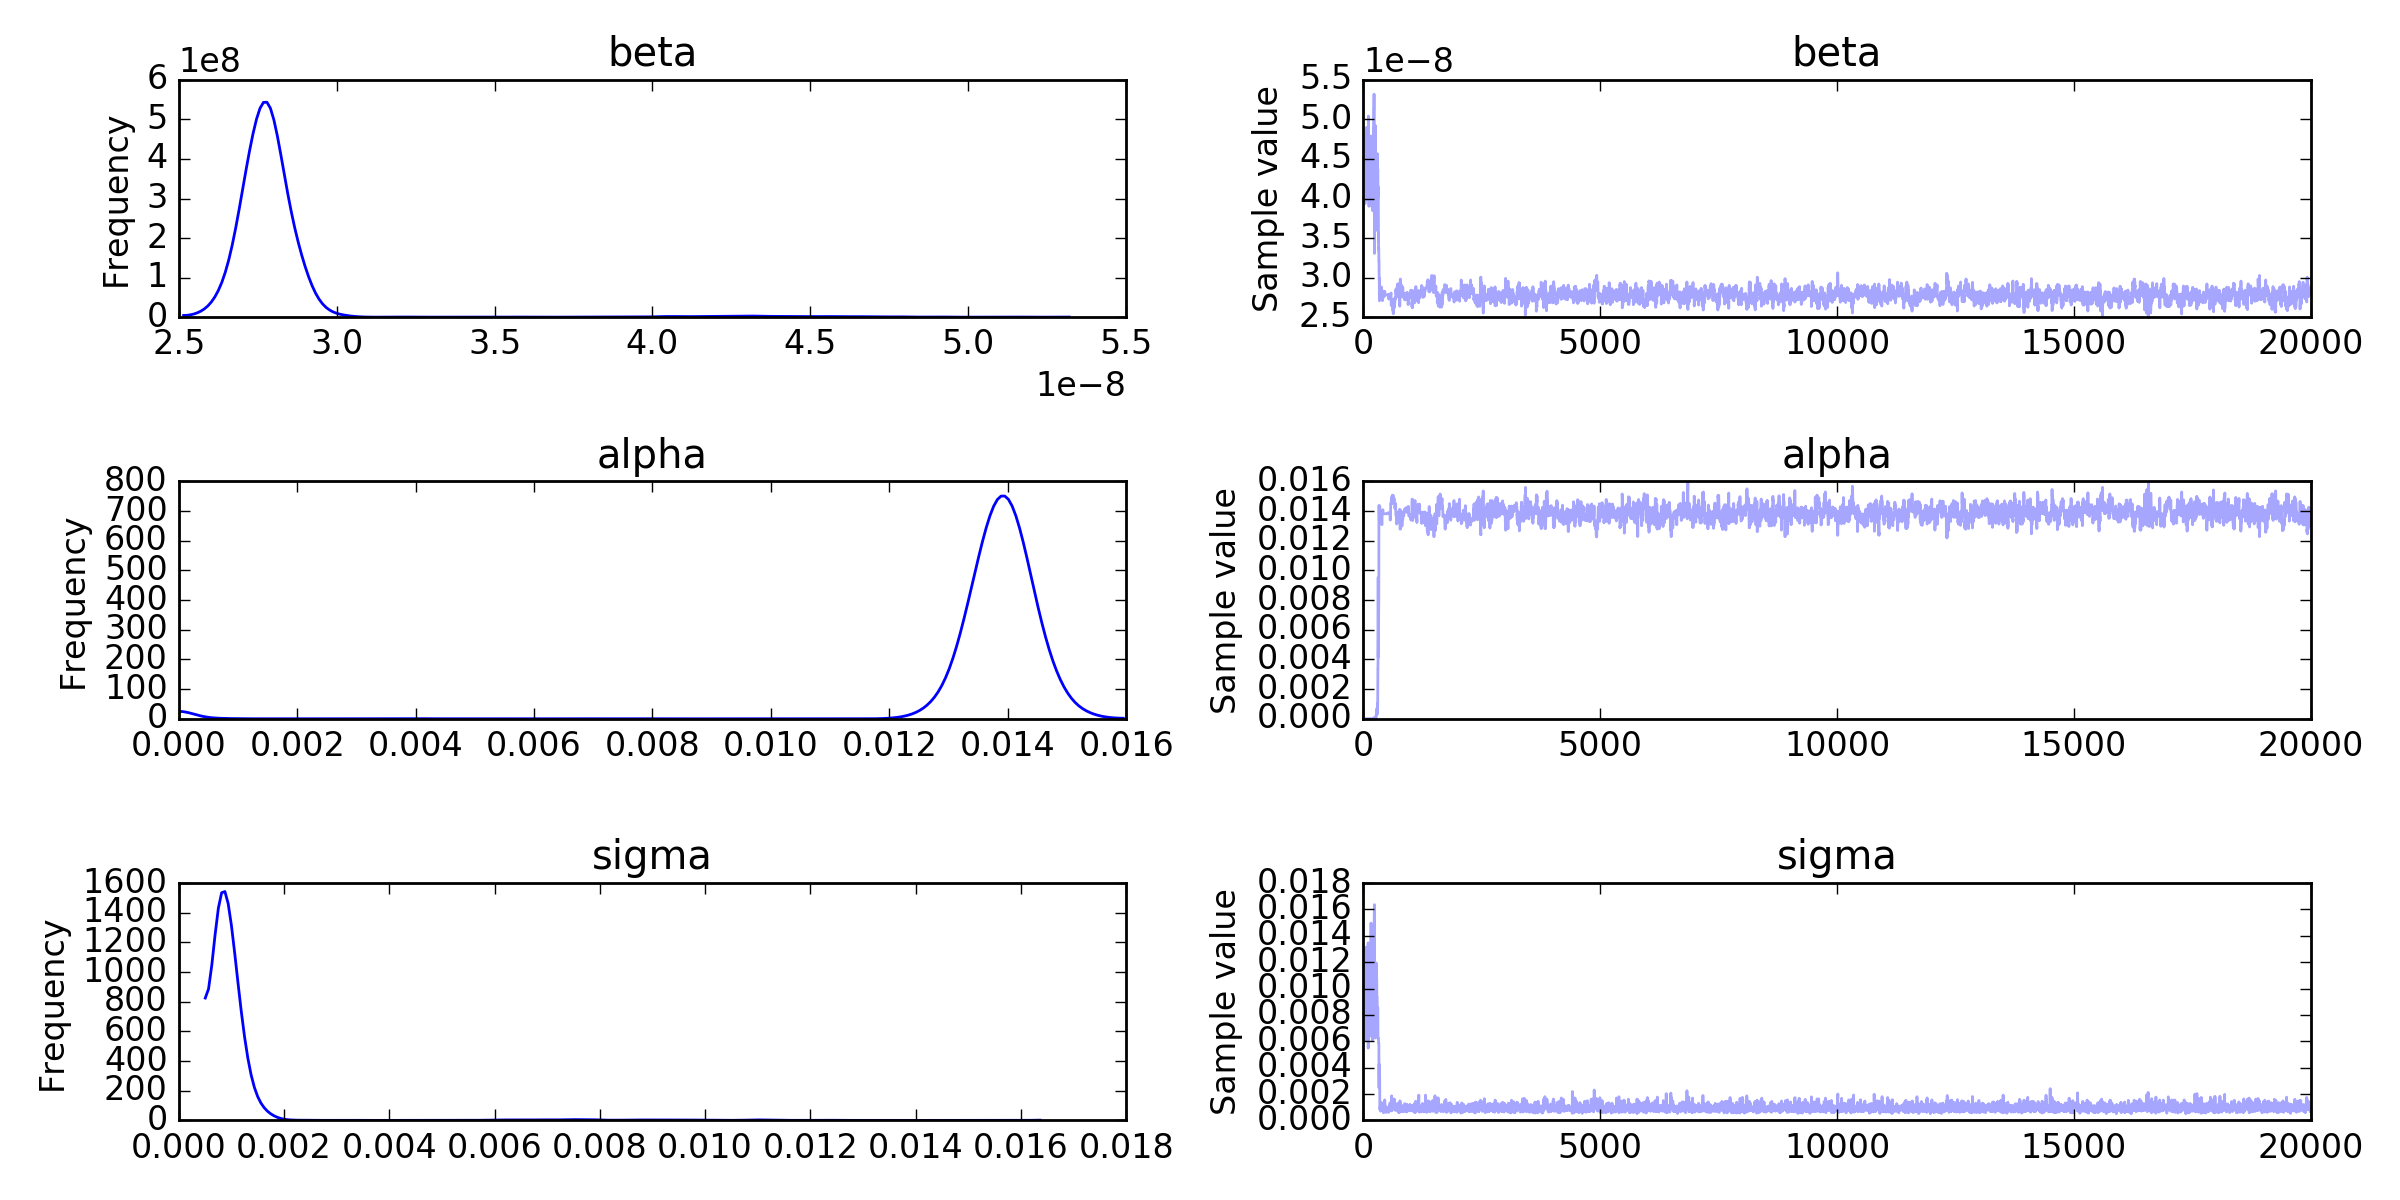 beta
1e8
Frequency
6
5
4
3
2
1
0
2.5 3.0 3.5 4.0 4.5 5.0 5.5
1e−8
beta
1e−8
Sample value
5.5
5.0
4.5
4.0
3.5
3.0
2.5
0 5000 10000 15000 20000
alpha
Frequency
800
700
600
500
400
300
200
100
0
0.000 0.002 0.004 0.006 0.008 0.010 0.012 0.014 0.016
alpha
Sample value
0.016
0.014
0.012
0.010
0.008
0.006
0.004
0.002
0.000
0 5000 10000 15000 20000
sigma
Frequency
1600
1400
1200
1000
800
600
400
200
0
0.000 0.002 0.004 0.006 0.008 0.010 0.012 0.014 0.016 0.018
sigma
Sample value
0.018
0.016
0.014
0.012
0.010
0.008
0.006
0.004
0.002
0.000
0 5000 10000 15000 20000